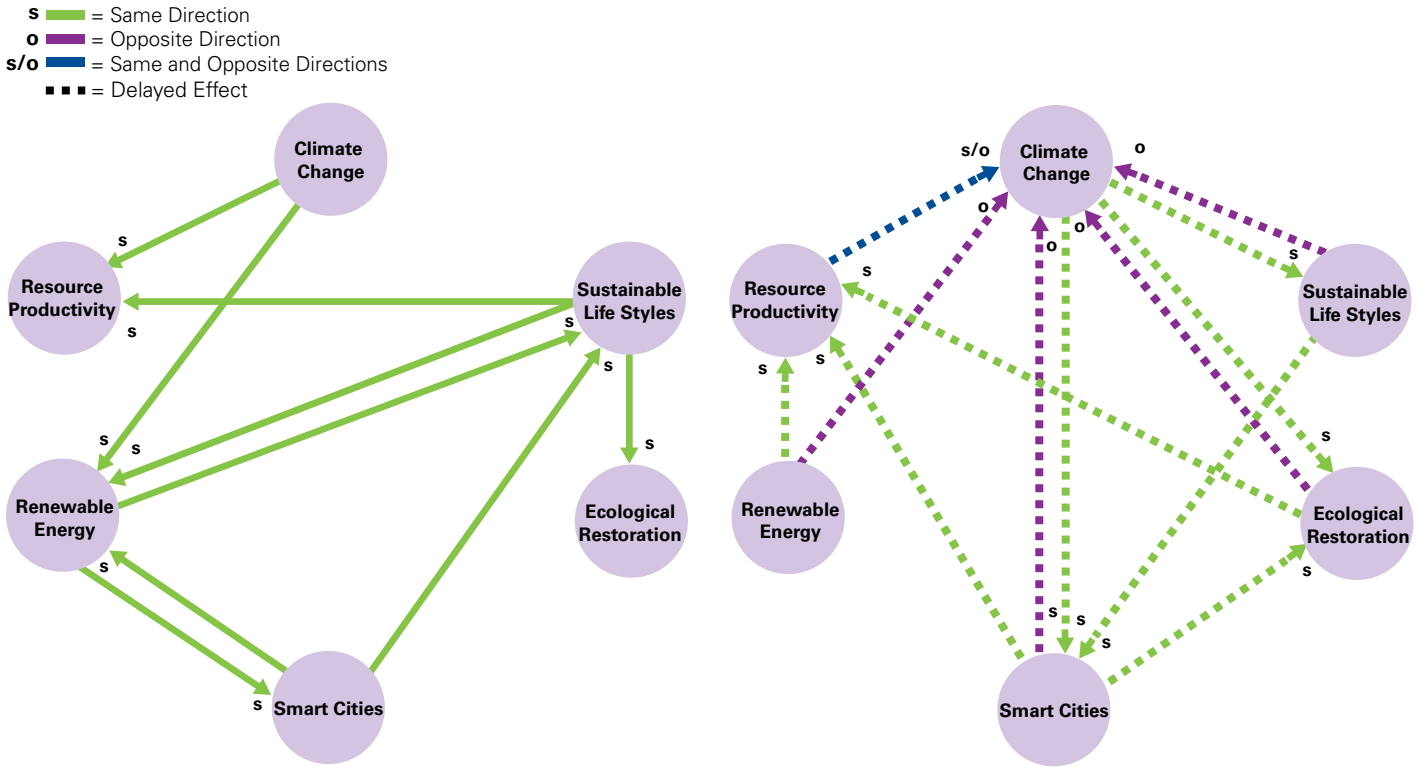 s = Same Direction
o = Opposite Direction
s/o = Same and Opposite Directions
= Delayed Effect
Climate
Change
s
Resource
Productivity
s
Sustainable
Life Styles
s
s
s
s
s
Renewable
Energy
s
Ecological
Restoration
s
Smart Cities
s/o
Climate
Change
o
o
o
o
s
s
Resource
Productivity
Sustainable
Life Styles
s
s
s
Renewable
Energy
Ecological
Restoration
s
s
s
s
Smart Cities